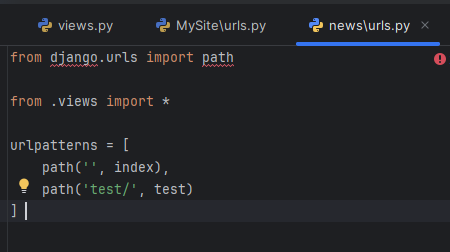 views.py
MySite\urls.py
news\urls.py
from django.urls import path
from .views import *
urlpatterns = [
    path('', index),
    path('test/', test)
]